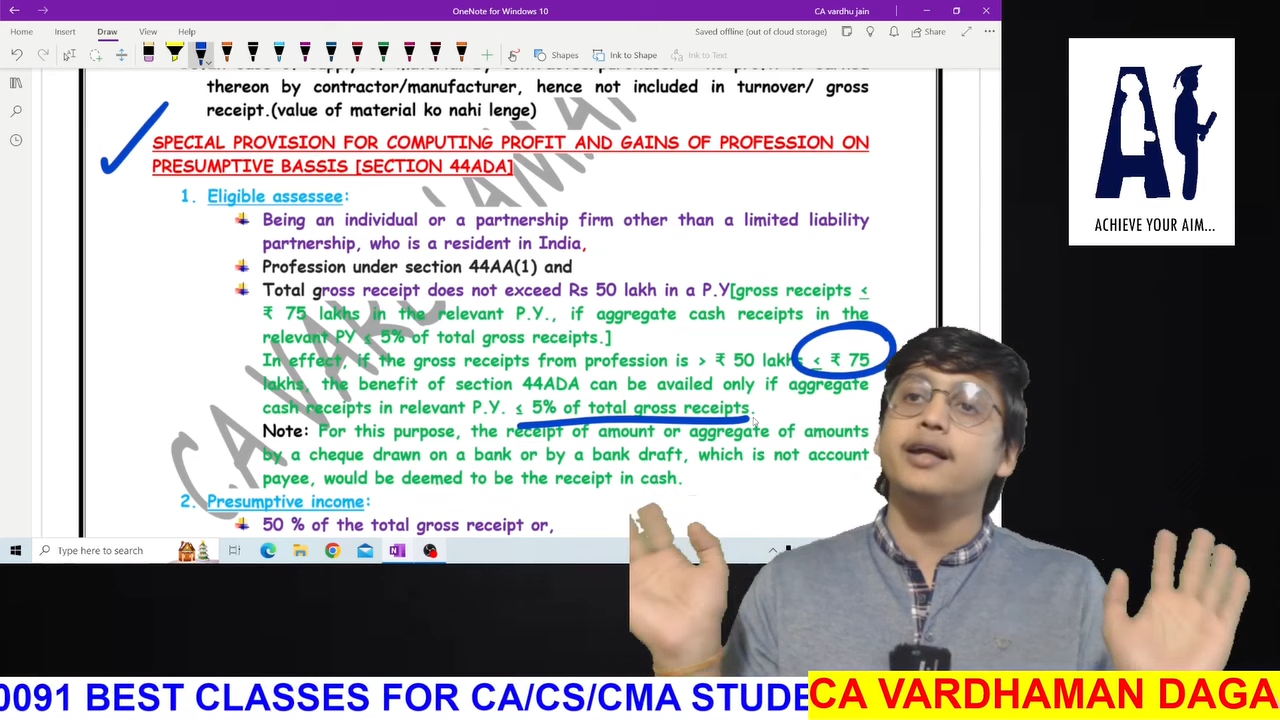 OneNote for Windows 10
CA vardhu jain
Home Insert Draw View Help
Saved offline (out of cloud storage)
Share
Shapes
Ink to Shape
Ink to Text
thereon by contractor/manufacturer, hence not included in turnover/ gross
receipt.(value of material ko nahi lenge)
SPECIAL PROVISION FOR COMPUTING PROFIT AND GAINS OF PROFESSION ON
PRESUMPTIVE BASSIS [SECTION 44ADA]
1. Eligible assessee:
Being an individual or a partnership firm other than a limited liability
partnership, who is a resident in India,
Profession under section 44AA(1) and
Total gross receipt does not exceed Rs 50 lakh in a P.Y[gross receipts ≤
₹ 75 lakhs in the relevant P.Y., if aggregate cash receipts in the
relevant PY ≤ 5% of total gross receipts.]
In effect, if the gross receipts from profession is > ₹ 50 lakhs ≤ ₹ 75
lakhs, the benefit of section 44ADA can be availed only if aggregate
cash receipts in relevant P.Y. ≤ 5% of total gross receipts.
Note: For this purpose, the receipt of amount or aggregate of amounts
by a cheque drawn on a bank or by a bank draft, which is not account
payee, would be deemed to be the receipt in cash.
2. Presumptive income:
50 % of the total gross receipt or,
Type here to search
AI
ACHIEVE YOUR AIM...
0091 BEST CLASSES FOR CA/CS/CMA STUDE
CA VARDHAMAN DAGA